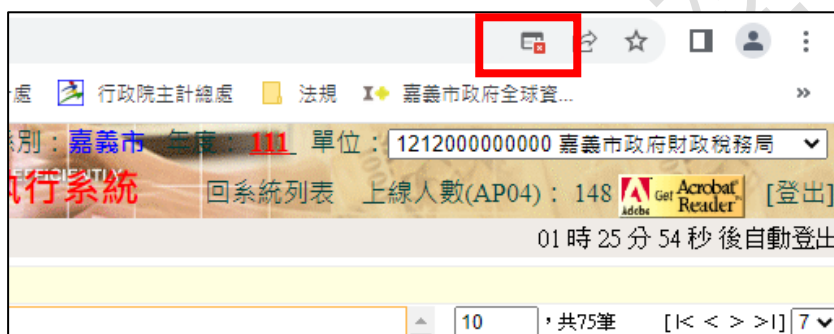 處 行政院主計總處 法規 嘉義市政府全球資... »
別：嘉義市 年度：111 單位：1212000000000 嘉義市政府財政稅務局
EFFICIENTLY
執行系統 回系統列表 上線人數(AP04)： 148 Adobe Get Acrobat Reader [登出]
01 時 25 分 54 秒 後自動登出
10 ，共75筆 [|< < > >|] 7